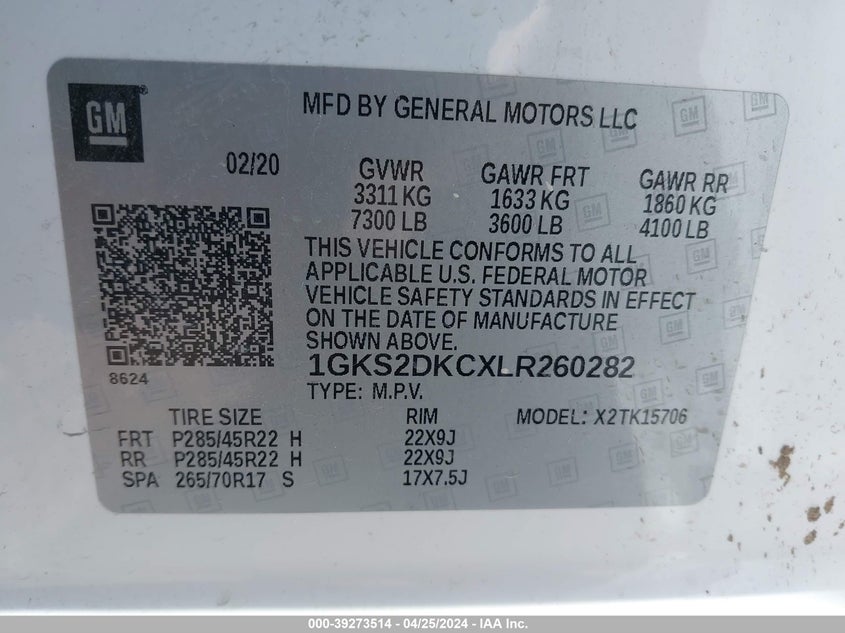 GM
MFD BY GENERAL MOTORS LLC
02/20
GVWR GAWR FRT GAWR RR
3311 KG 1633 KG 1860 KG
7300 LB 3600 LB 4100 LB
THIS VEHICLE CONFORMS TO ALL
APPLICABLE U.S. FEDERAL MOTOR
VEHICLE SAFETY STANDARDS IN EFFECT
ON THE DATE OF MANUFACTURE
SHOWN ABOVE.
8624
1GKS2DKCXLR260282
TYPE: M.P.V.
TIRE SIZE RIM MODEL: X2TK15706
FRT P285/45R22 H 22X9J
RR P285/45R22 H 22X9J
SPA 265/70R17 S 17X7.5J
000-39273514 - 04/25/2024 - IAA Inc.